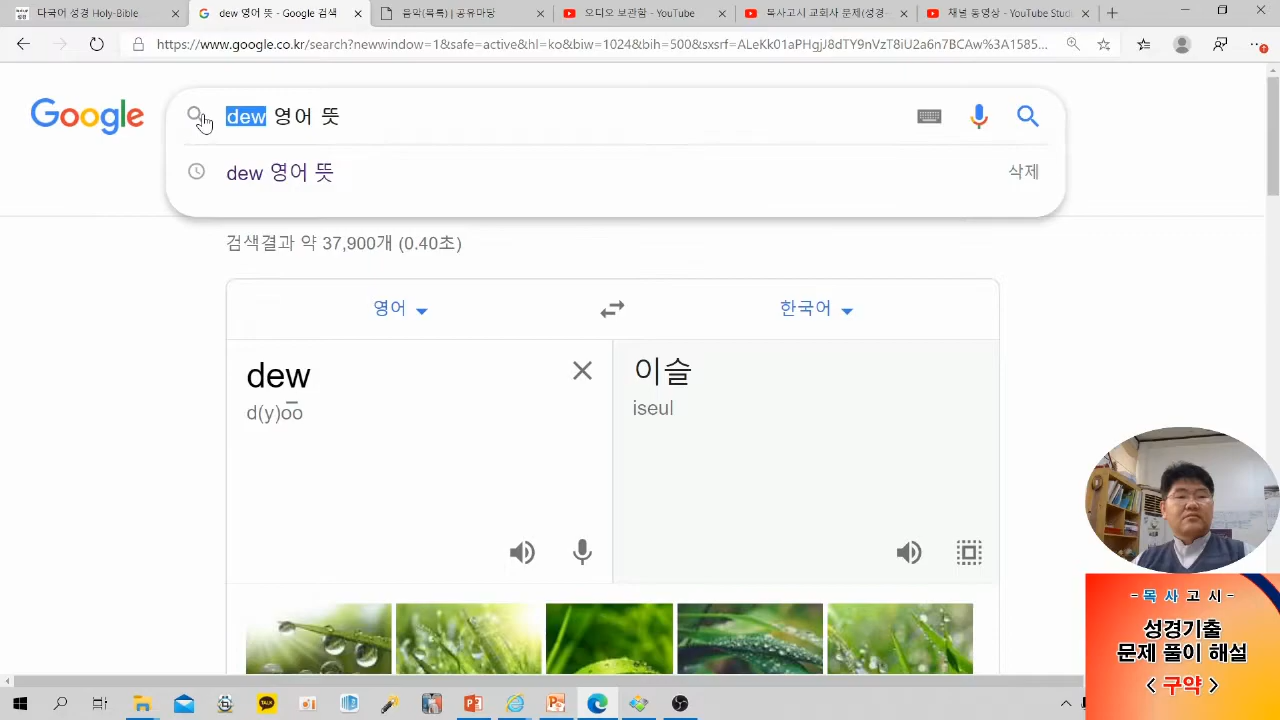 다국어 성경 Holy-Bible
dew 영어 뜻 - Google 검색
음악(목록) | 공유마당
오디오 보관함 - YouTube
목사고시 교회사 문제(성경-
채널 동영상 - YouTube Stud
https://www.google.co.kr/search?newwindow=1&safe=active&hl=ko&biw=1024&bih=500&sxsrf=ALeKk01aPHgjJ8dTY9nVzT8iU2a6n7BCAw%3A1585...
Google
dew 영어 뜻
dew 영어 뜻
삭제
검색결과 약 37,900개 (0.40초)
영어
한국어
dew
d(y)o͞o
이슬
iseul
TALK
- 목 사 고 시 -
성경기출
문제 풀이 해설
< 구약 >